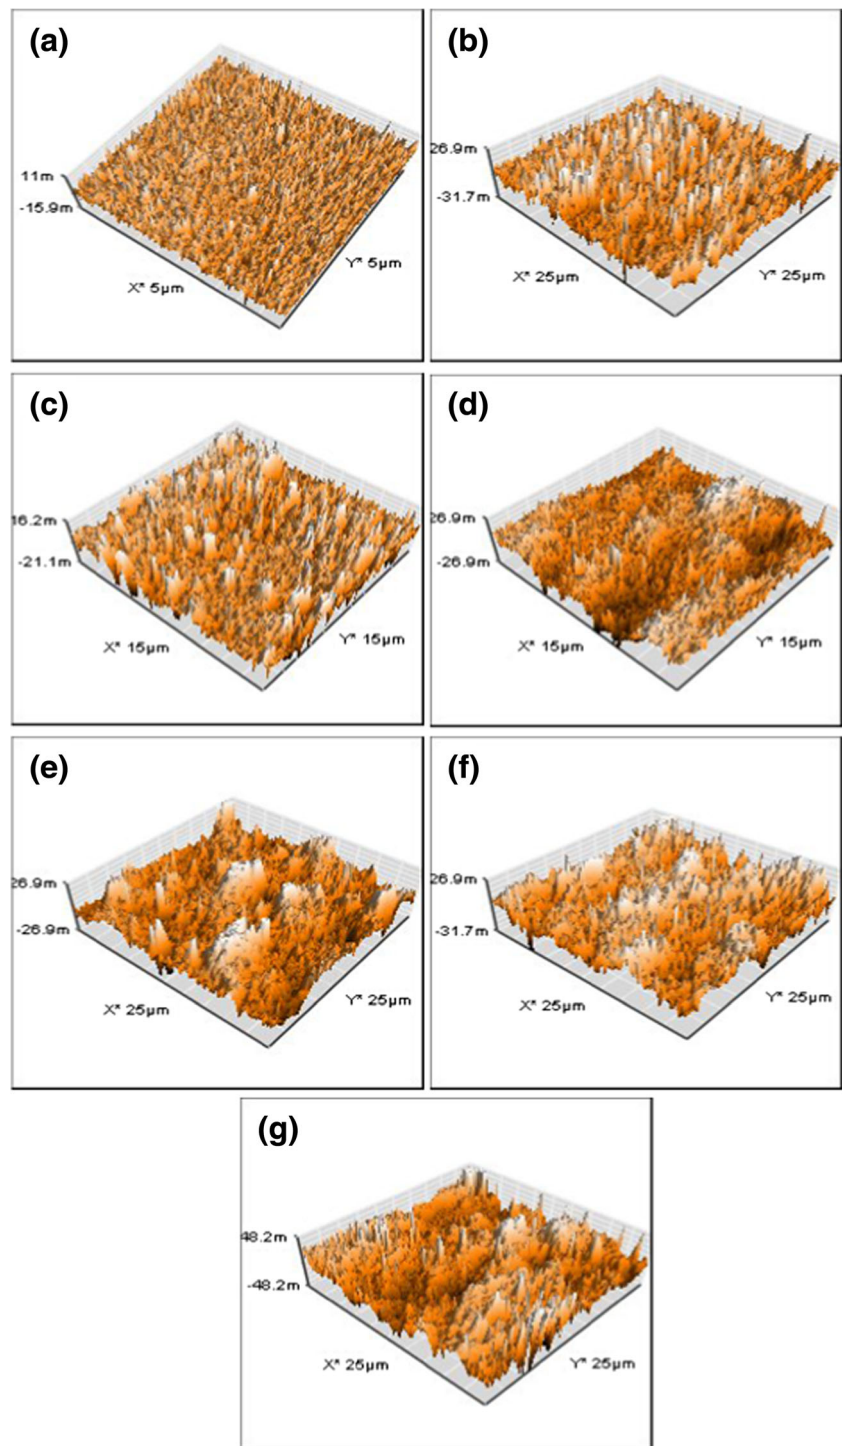 (a)
11m
-15.9m
X* 5µm
Y* 5µm
(b)
26.9m
-31.7m
X* 25µm
Y* 25µm
(c)
16.2m
-21.1m
X* 15µm
Y* 15µm
(d)
26.9m
-26.9m
X* 15µm
Y* 15µm
(e)
26.9m
-26.9m
X* 25µm
Y* 25µm
(f)
26.9m
-31.7m
X* 25µm
Y* 25µm
(g)
48.2m
-48.2m
X* 25µm
Y* 25µm